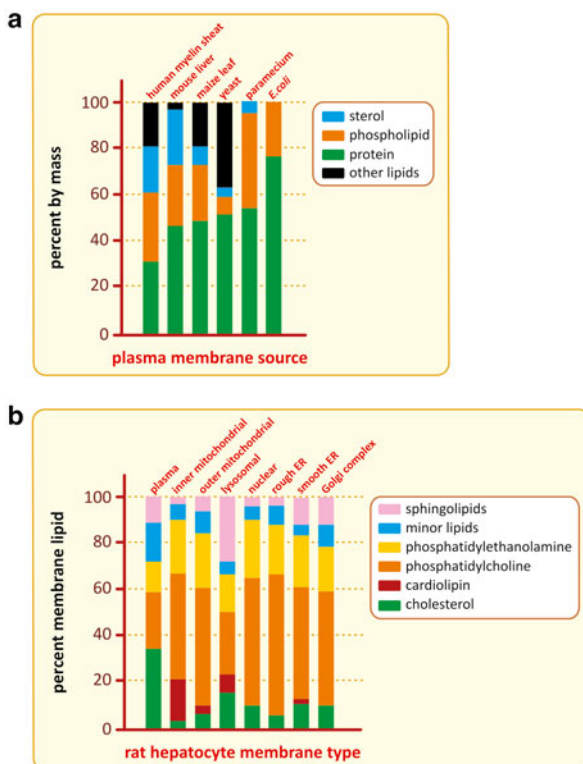 a
human myelin sheat
mouse liver
maize leaf
yeast
paramecium
E.coli
100
80
60
40
20
0
percent by mass
sterol
phospholipid
protein
other lipids
plasma membrane source
b
plasma
inner mitochondrial
outer mitochondrial
lysosomal
nuclear
rough ER
smooth ER
Golgi complex
100
80
60
40
20
0
percent membrane lipid
sphingolipids
minor lipids
phosphatidylethanolamine
phosphatidylcholine
cardiolipin
cholesterol
rat hepatocyte membrane type